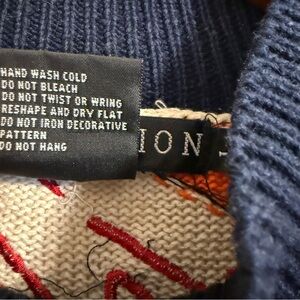 HAND WASH COLD
DO NOT BLEACH
DO NOT TWIST OR WRING
RESHAPE AND DRY FLAT
DO NOT IRON DECORATIVE
PATTERN
DO NOT HANG
ION